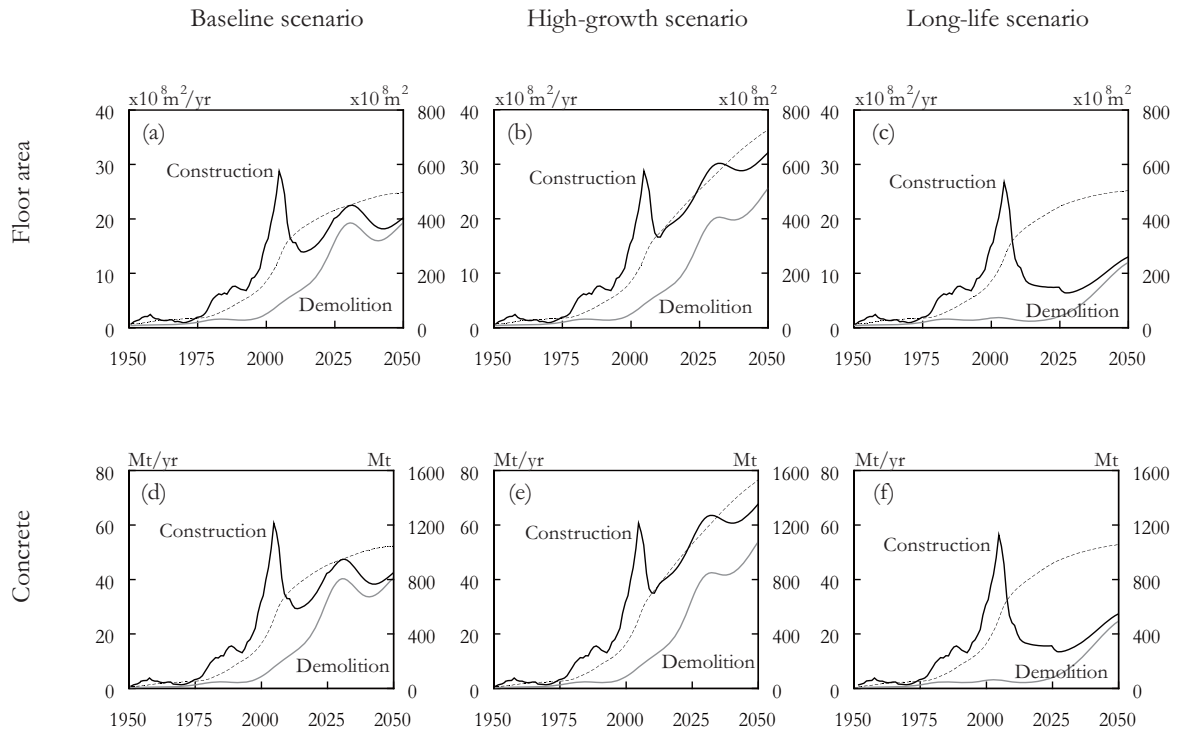 Baseline scenario High-growth scenario Long-life scenario
Floor area
x10⁸m²/yr x10⁸m² x10⁸m²/yr x10⁸m² x10⁸m²/yr x10⁸m²
40 800 40 800 40 800
(a) (b) (c)
30 600 30 600 30 600
Construction Construction Construction
20 400 20 400 20 400
10 200 10 200 10 200
Demolition Demolition Demolition
0 0 0 0 0 0
1950 1975 2000 2025 2050 1950 1975 2000 2025 2050 1950 1975 2000 2025 2050
Concrete
Mt/yr Mt Mt/yr Mt Mt/yr Mt
80 1600 80 1600 80 1600
(d) (e) (f)
60 1200 60 1200 60 1200
Construction Construction Construction
40 800 40 800 40 800
20 400 20 400 20 400
Demolition Demolition Demolition
0 0 0 0 0 0
1950 1975 2000 2025 2050 1950 1975 2000 2025 2050 1950 1975 2000 2025 2050